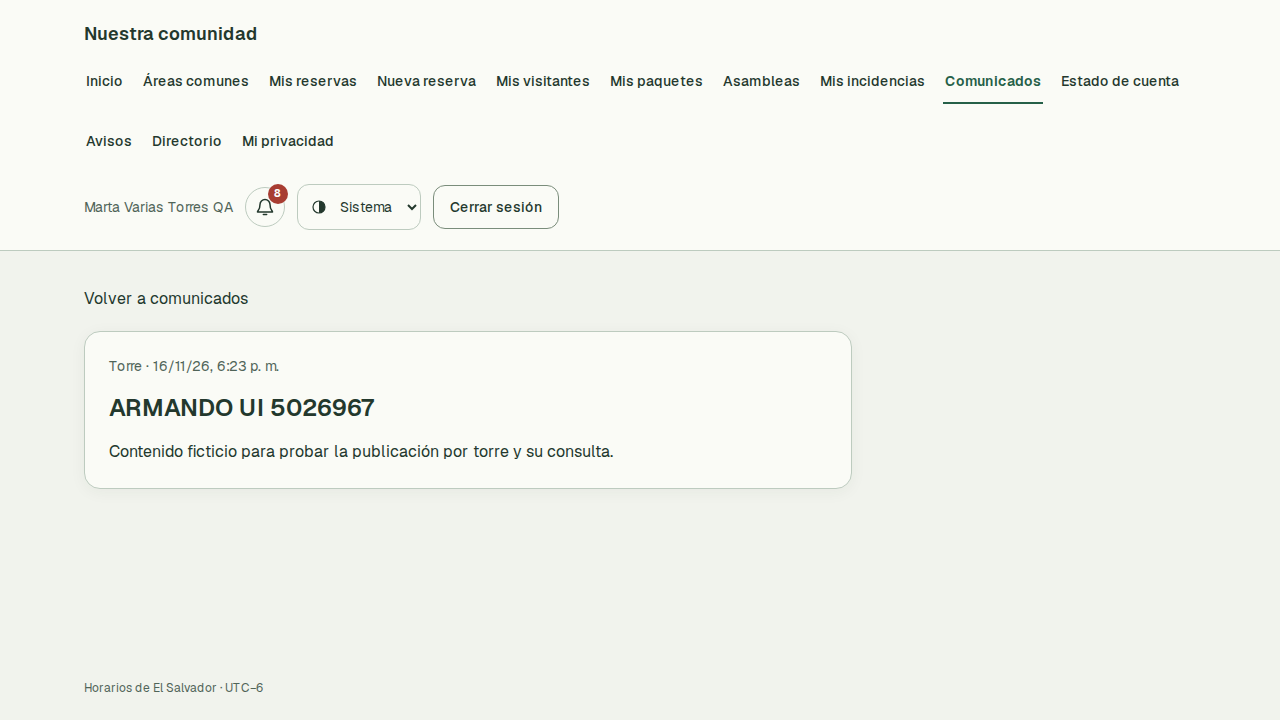 Nuestra comunidad
Inicio Áreas comunes Mis reservas Nueva reserva Mis visitantes Mis paquetes Asambleas Mis incidencias Comunicados Estado de cuenta
Avisos Directorio Mi privacidad
Marta Varias Torres QA 8 Sistema Cerrar sesión
Volver a comunicados
Torre · 16/11/26, 6:23 p. m.
ARMANDO UI 5026967
Contenido ficticio para probar la publicación por torre y su consulta.
Horarios de El Salvador · UTC−6